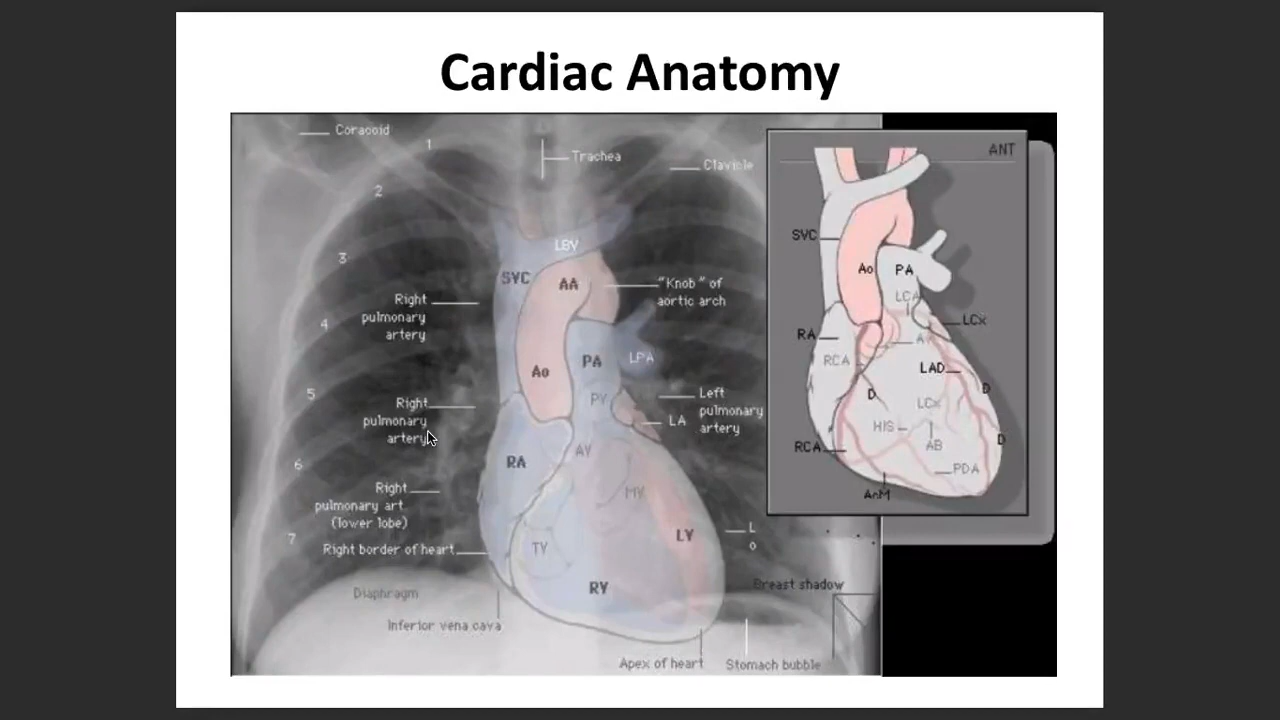 Cardiac Anatomy
Coracoid
1
Trachea
Clavicle
2
3
LBV
SVC
AA
"Knob" of
aortic arch
Right
pulmonary
artery
4
Ao
PA
LPA
5
PV
Right
pulmonary
artery
Left
pulmonary
artery
LA
6
RA
AV
MV
Right
pulmonary art
(lower lobe)
7
LV
L
o
TV
Right border of heart
RV
Diaphragm
Breast shadow
Inferior vena cava
Apex of heart
Stomach bubble
ANT
SVC
Ao
PA
LCA
LCx
RA
RCA
LAD
D
D
LCx
HIS
AB
D
RCA
PDA
AcM